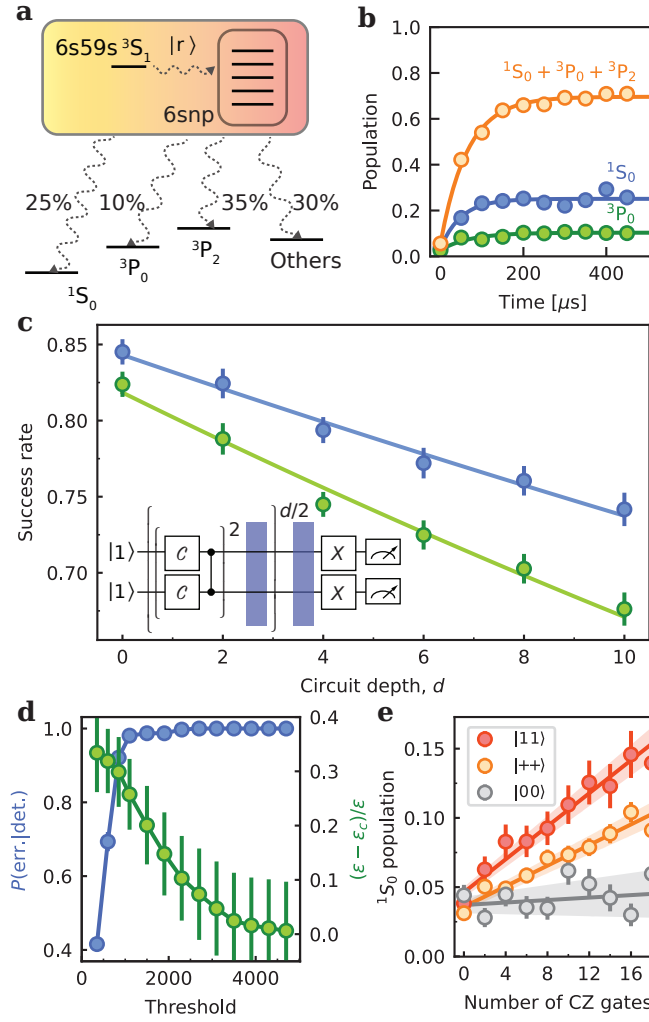 a
6s59s ³S₁ |r⟩
6snp
25% 10% 35% 30%
¹S₀ ³P₀ ³P₂ Others
b
Population
1.0
0.8
0.6
0.4
0.2
0.0
¹S₀ + ³P₀ + ³P₂
¹S₀
³P₀
0 200 400
Time [μs]
c
Success rate
0.85
0.80
0.75
0.70
|1⟩ C 2 d/2 X
|1⟩ C X
0 2 4 6 8 10
Circuit depth, d
d
P(err.|det.)
1.0
0.8
0.6
0.4
0.4
0.3
0.2
0.1
0.0
(ε − ε_c)/ε
0 2000 4000
Threshold
e
¹S₀ population
0.15
0.10
0.05
0.00
|11⟩
|++⟩
|00⟩
0 4 8 12 16
Number of CZ gates